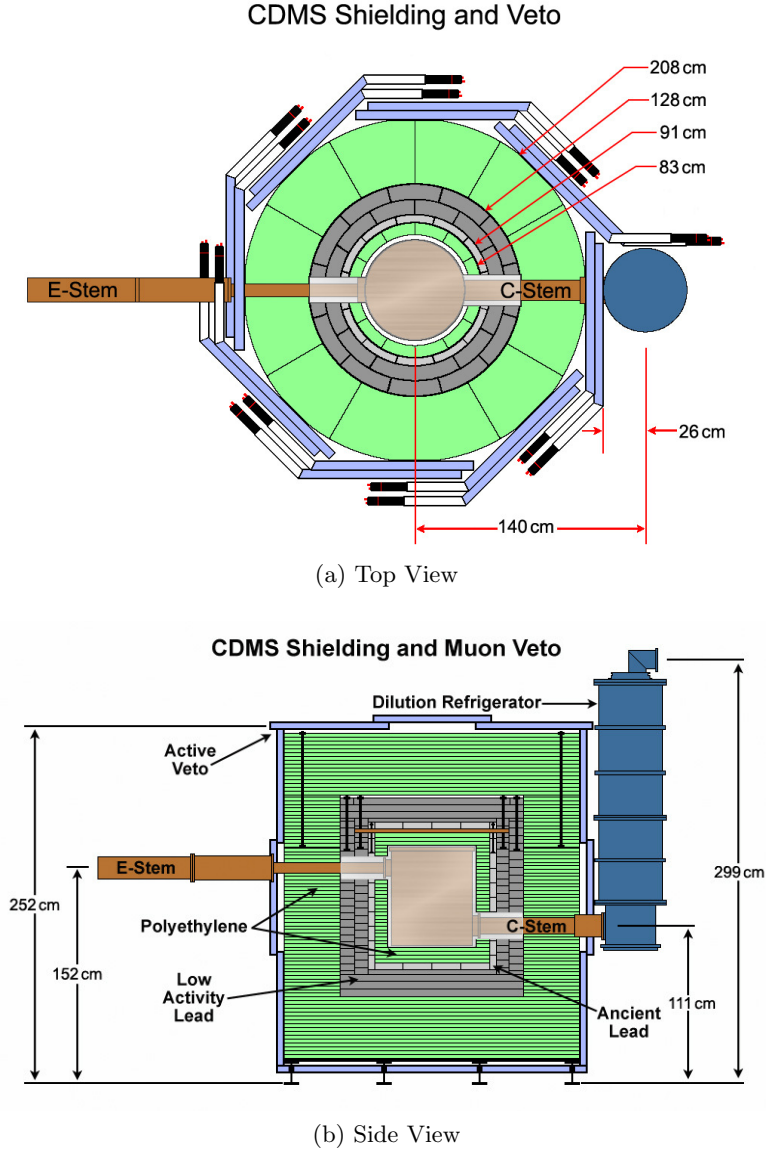 CDMS Shielding and Veto
208 cm
128 cm
91 cm
83 cm
E-Stem
C-Stem
26 cm
140 cm
(a) Top View
CDMS Shielding and Muon Veto
Dilution Refrigerator
Active
Veto
E-Stem
299 cm
252 cm
Polyethylene
C-Stem
152 cm
Low
Activity
Lead
Ancient
Lead
111 cm
(b) Side View